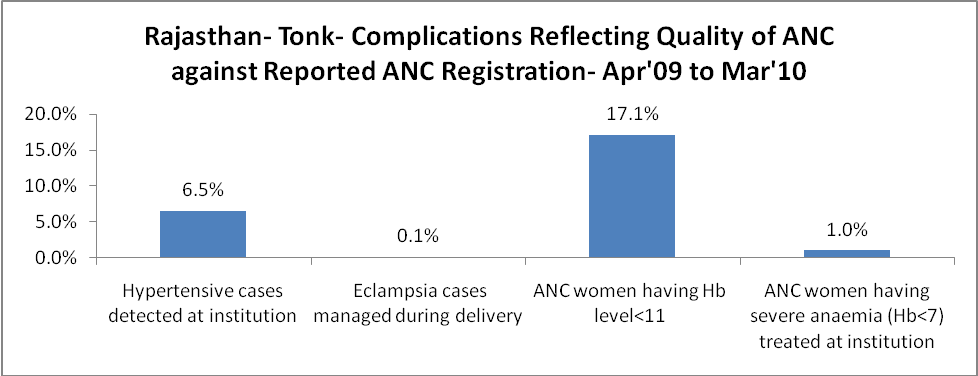 Rajasthan- Tonk- Complications Reflecting Quality of ANC
against Reported ANC Registration- Apr'09 to Mar'10
20.0%
15.0%
10.0%
5.0%
0.0%
6.5%
0.1%
17.1%
1.0%
Hypertensive cases
detected at institution
Eclampsia cases
managed during delivery
ANC women having Hb
level<11
ANC women having
severe anaemia (Hb<7)
treated at institution